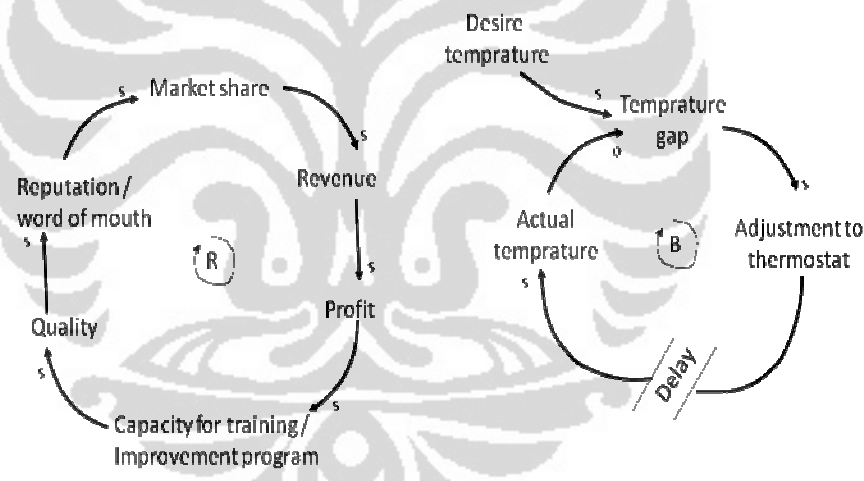 Market share
s
s
Revenue
Reputation/
word of mouth
s
R
s
Profit
Quality
s
s
Capacity for training/
Improvement program
Desire
temprature
s
Temprature
gap
o
s
Actual
temprature
B
Adjustment to
thermostat
s
Delay